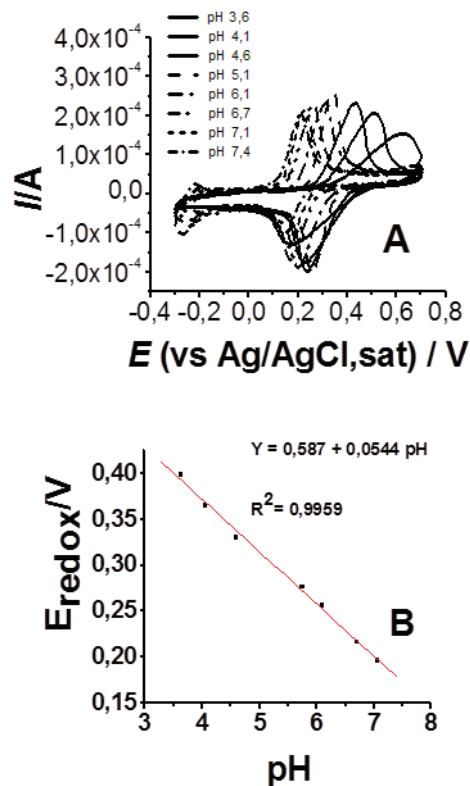 pH 3,6
pH 4,1
pH 4,6
pH 5,1
pH 6,1
pH 6,7
pH 7,1
pH 7,4
4,0x10⁻⁴
3,0x10⁻⁴
2,0x10⁻⁴
1,0x10⁻⁴
0,0
-1,0x10⁻⁴
-2,0x10⁻⁴
I/A
A
-0,4 -0,2 0,0 0,2 0,4 0,6 0,8
E (vs Ag/AgCl,sat) / V
Y = 0,587 + 0,0544 pH
R² = 0,9959
0,40
0,35
0,30
0,25
0,20
0,15
E redox/V
B
3 4 5 6 7 8
pH